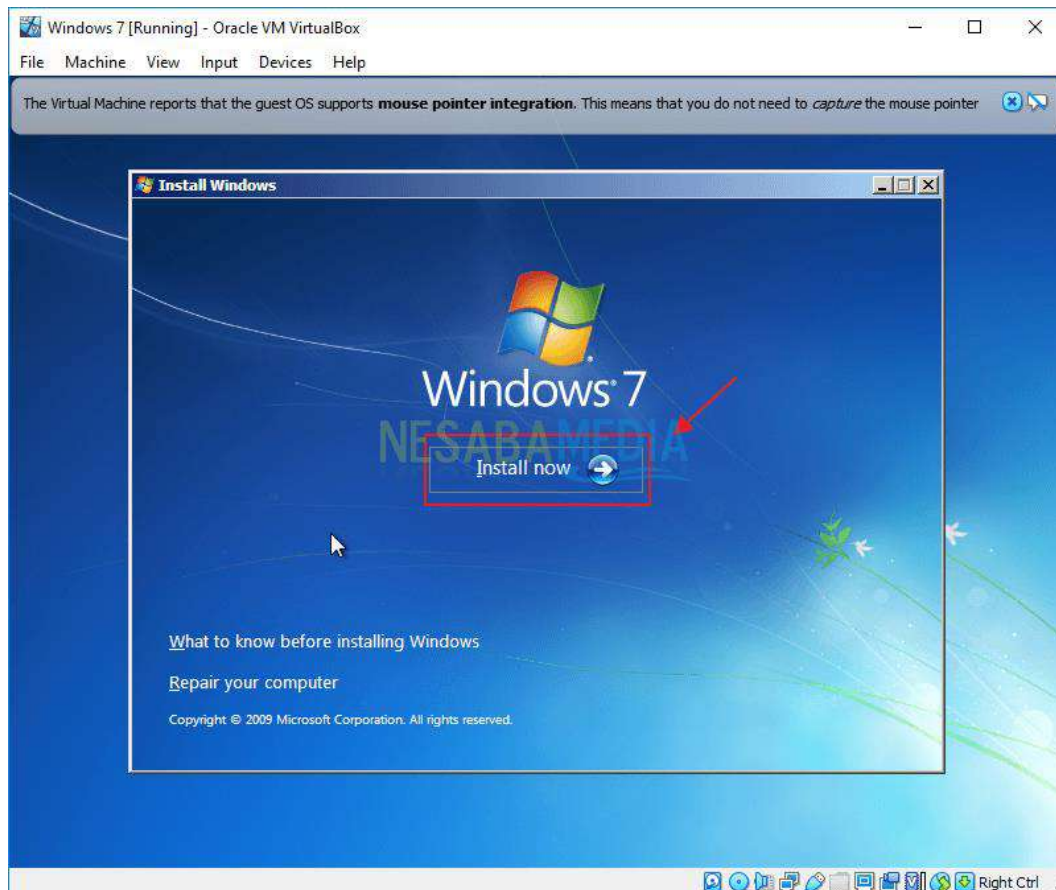 Windows 7 [Running] - Oracle VM VirtualBox
File Machine View Input Devices Help
The Virtual Machine reports that the guest OS supports mouse pointer integration. This means that you do not need to capture the mouse pointer
Install Windows
Windows® 7
NESABAMEDIA
Install now
What to know before installing Windows
Repair your computer
Copyright © 2009 Microsoft Corporation. All rights reserved.
Right Ctrl